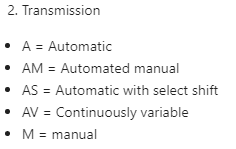 2. Transmission
• A = Automatic
• AM = Automated manual
• AS = Automatic with select shift
• AV = Continuously variable
• M = manual